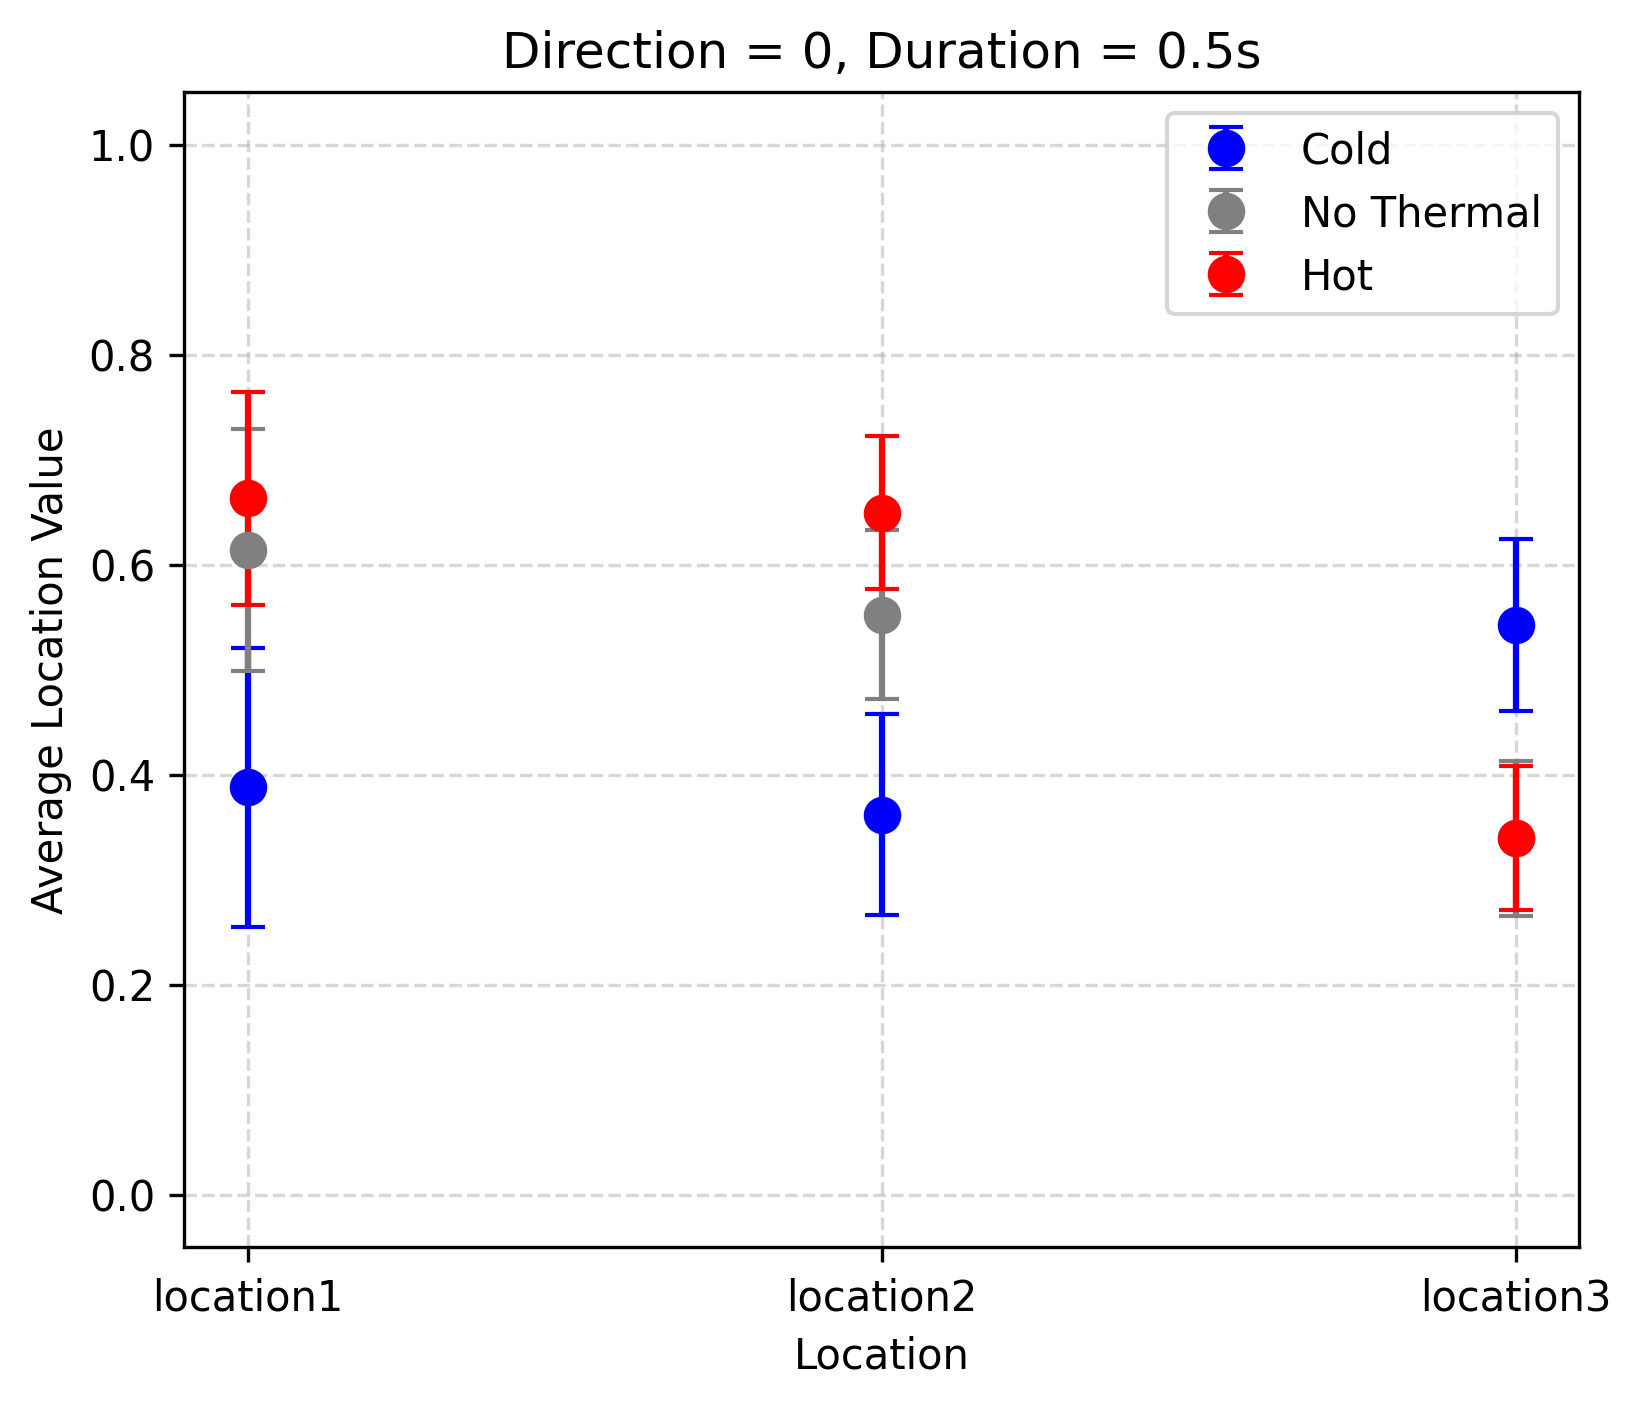 Direction = 0, Duration = 0.5s
Cold
No Thermal
Hot
1.0
0.8
0.6
0.4
0.2
0.0
Average Location Value
location1
location2
location3
Location